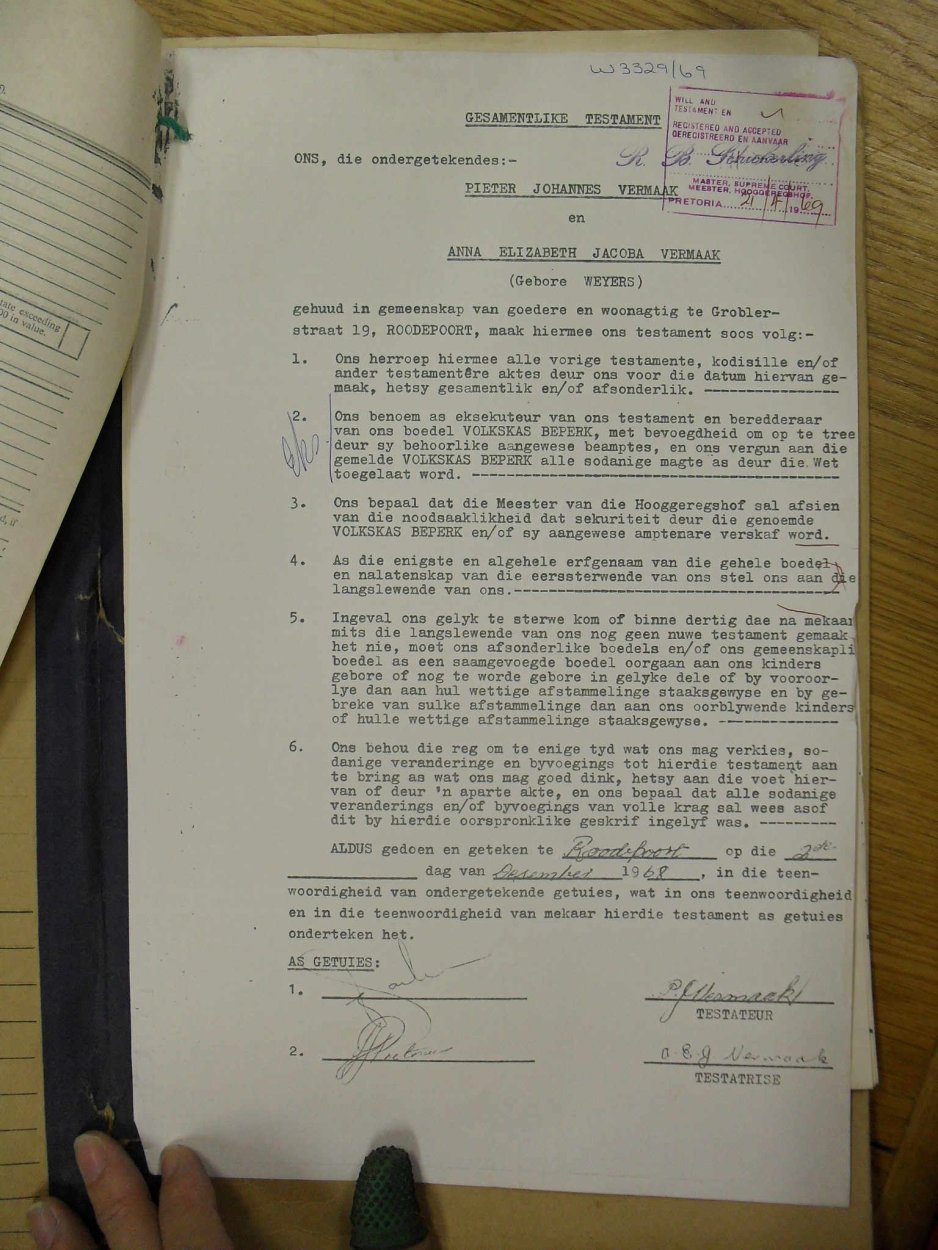 W3329/69
WILL AND
TESTAMENT EN
REGISTERED AND ACCEPTED
GEREGISTREERD EN AANVAAR
R. B.
MASTER, SUPREME COURT,
MEESTER, HOOGGEREGSHOF,
PRETORIA 21/4/1969
GESAMENTLIKE TESTAMENT
ONS, die ondergetekendes:-
PIETER JOHANNES VERMAAK
en
ANNA ELIZABETH JACOBA VERMAAK
(Gebore WEYERS)
gehuud in gemeenskap van goedere en woonagtig te Grobler-
straat 19, ROODEPOORT, maak hiermee ons testament soos volg:-
1. Ons herroep hiermee alle vorige testamente, kodisille en/of
ander testamentêre aktes deur ons voor die datum hiervan ge-
maak, hetsy gesamentlik en/of afsonderlik. ----------------
2. Ons benoem as eksekuteur van ons testament en beredderaar
van ons boedel VOLKSKAS BEPERK, met bevoegdheid om op te tree
deur sy behoorlike aangewese beamptes, en ons vergun aan die
gemelde VOLKSKAS BEPERK alle sodanige magte as deur die Wet
toegelaat word. --------------------------------------------
3. Ons bepaal dat die Meester van die Hooggeregshof sal afsien
van die noodsaaklikheid dat sekuriteit deur die genoemde
VOLKSKAS BEPERK en/of sy aangewese amptenare verskaf word.
4. As die enigste en algehele erfgenaam van die gehele boedel
en nalatenskap van die eerssterwende van ons stel ons aan die
langslewende van ons.---------------------------------------
5. Ingeval ons gelyk te sterwe kom of binne dertig dae na mekaar
mits die langslewende van ons nog geen nuwe testament gemaak
het nie, moet ons afsonderlike boedels en/of ons gemeenskapli
boedel as een saamgevoegde boedel oorgaan aan ons kinders
gebore of nog te worde gebore in gelyke dele of by vooroor-
lye dan aan hul wettige afstammelinge staaksgewyse en by ge-
breke van sulke afstammelinge dan aan ons oorblywende kinders
of hulle wettige afstammelinge staaksgewyse. --------------
6. Ons behou die reg om te enige tyd wat ons mag verkies, so-
danige veranderinge en byvoegings tot hierdie testament aan
te bring as wat ons mag goed dink, hetsy aan die voet hier-
van of deur 'n aparte akte, en ons bepaal dat alle sodanige
veranderings en/of byvoegings van volle krag sal wees asof
dit by hierdie oorspronklike geskrif ingelyf was. ---------
ALDUS gedoen en geteken te Roodepoort op die 2de
dag van Desember 1968, in die teen-
woordigheid van ondergetekende getuies, wat in ons teenwoordigheid
en in die teenwoordigheid van mekaar hierdie testament as getuies
onderteken het.
AS GETUIES:
1.
P.J Vermaak
TESTATEUR
2.
A.E.J Vermaak
TESTATRISE
tate exceeding
00 in value.
d, if